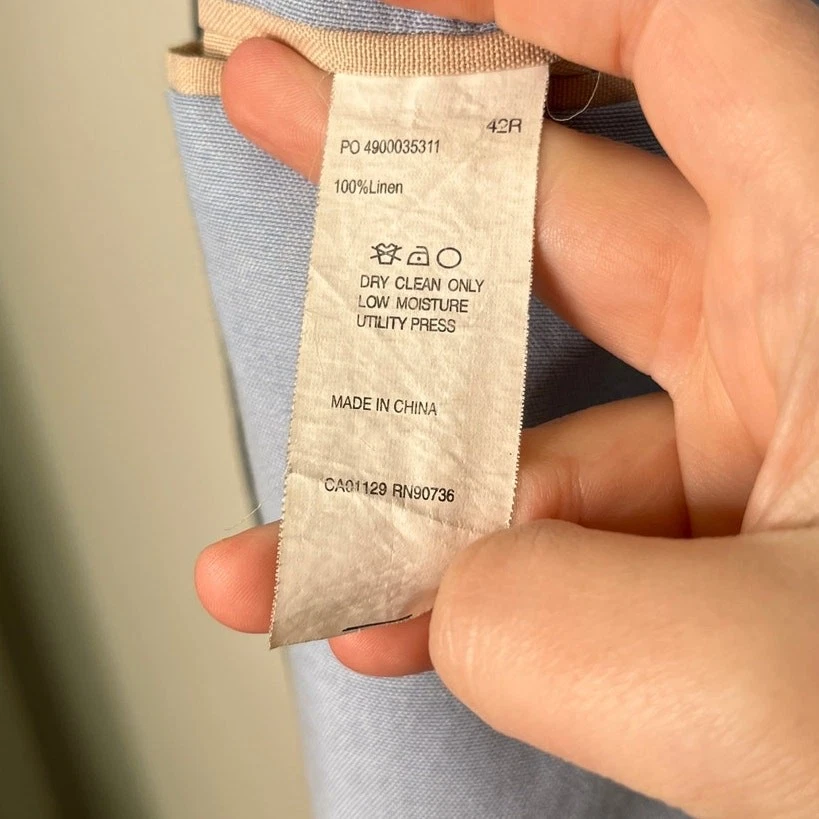 42R
PO 4900035311
100%Linen
DRY CLEAN ONLY
LOW MOISTURE
UTILITY PRESS
MADE IN CHINA
CA01129 RN90736